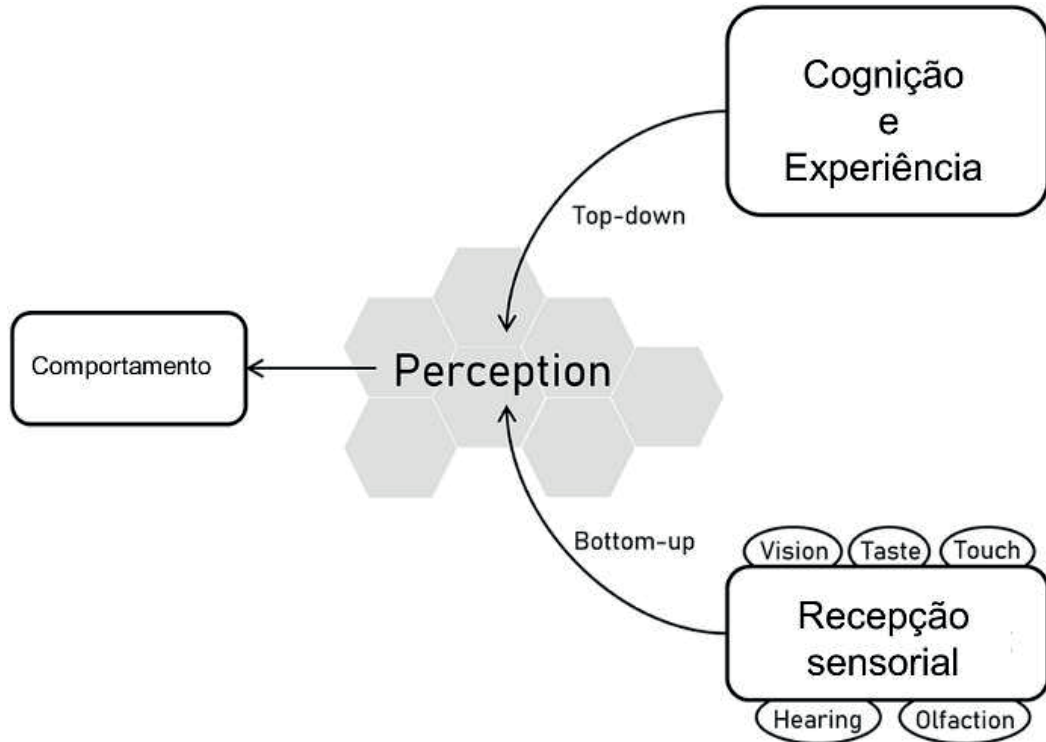 Cognição
e
Experiência
Top-down
Comportamento
Perception
Bottom-up
Vision
Taste
Touch
Recepção
sensorial
Hearing
Olfaction